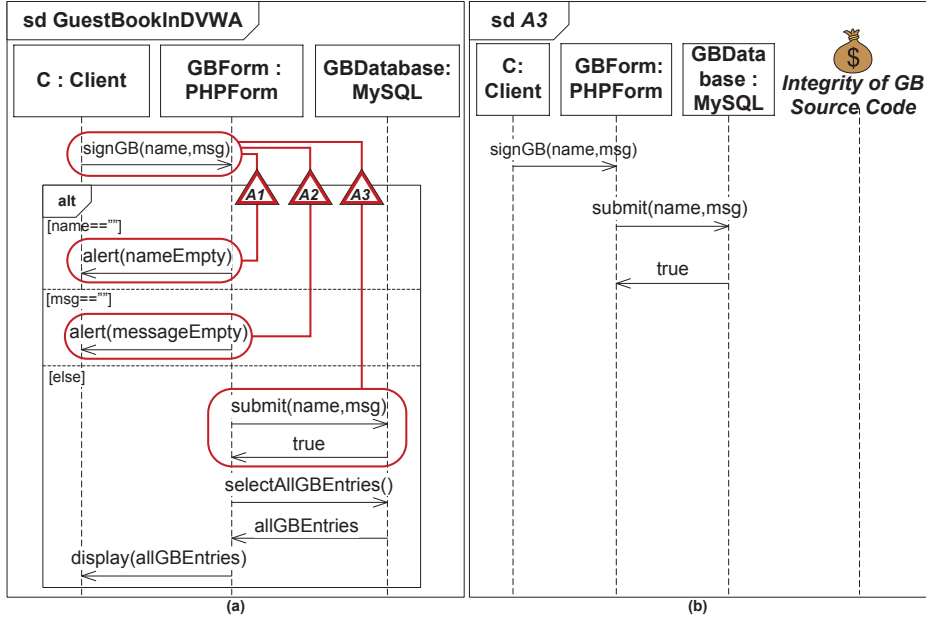 sd GuestBookInDVWA
C : Client
GBForm :
PHPForm
GBDatabase:
MySQL
signGB(name,msg)
A1
A2
A3
alt
[name==””]
alert(nameEmpty)
[msg==””]
alert(messageEmpty)
[else]
submit(name,msg)
true
selectAllGBEntries()
allGBEntries
display(allGBEntries)
(a)
sd A3
C:
Client
GBForm:
PHPForm
GBData
base :
MySQL
$
Integrity of GB
Source Code
signGB(name,msg)
submit(name,msg)
true
(b)